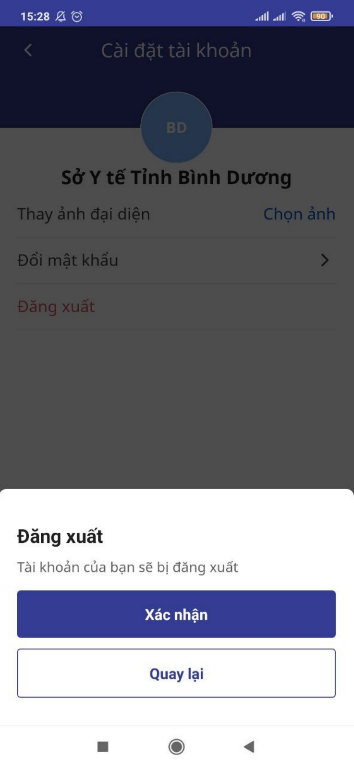 15:28
90
Cài đặt tài khoản
BD
Sở Y tế Tỉnh Bình Dương
Thay ảnh đại diện Chọn ảnh
Đổi mật khẩu
Đăng xuất
Đăng xuất
Tài khoản của bạn sẽ bị đăng xuất
Xác nhận
Quay lại